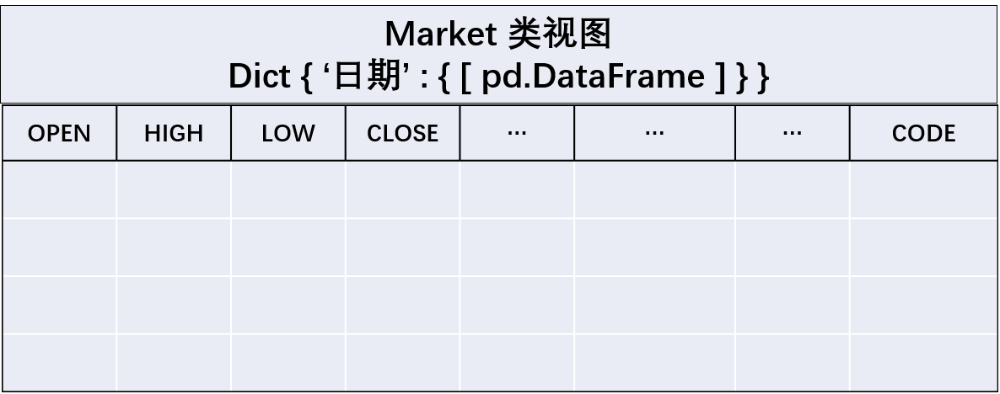 Market 类视图
Dict { ‘日期’ : { [ pd.DataFrame ] } }
OPEN HIGH LOW CLOSE ... ... ... CODE